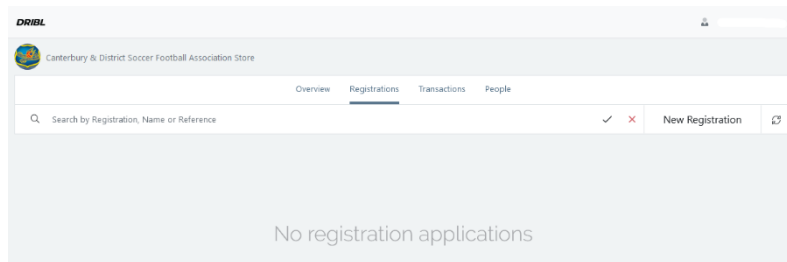 DRIBL
Canterbury & District Soccer Football Association Store
Overview Registrations Transactions People
Search by Registration, Name or Reference New Registration
No registration applications